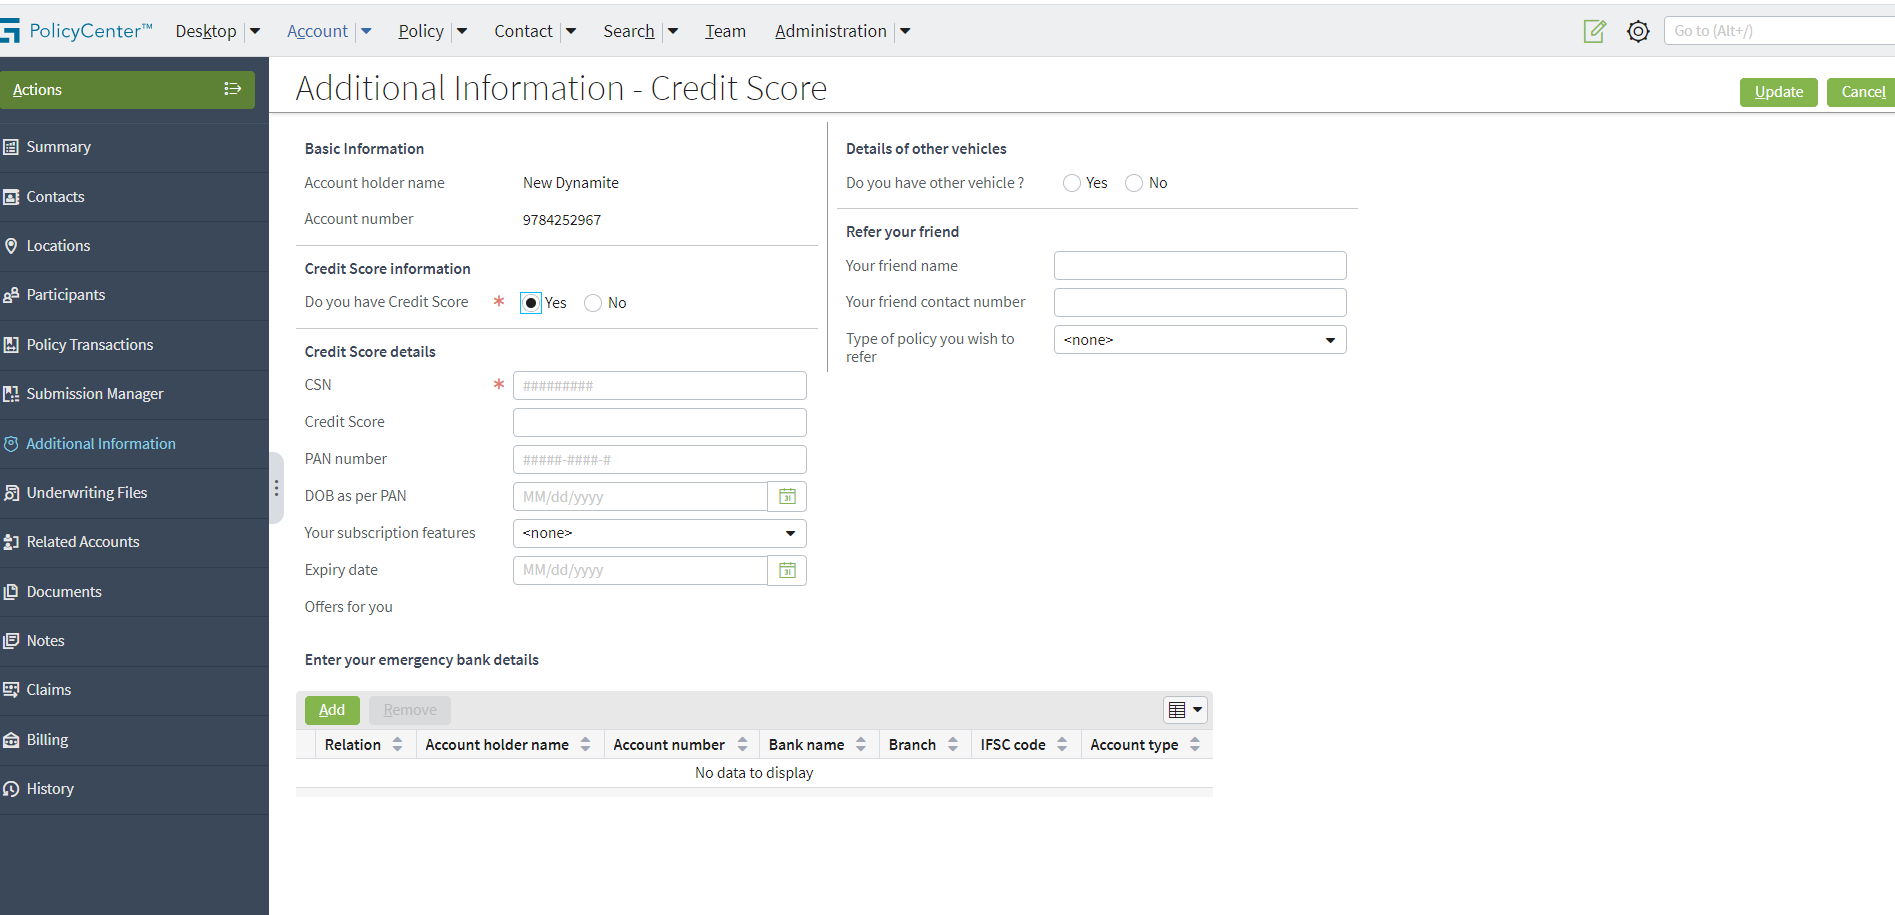 PolicyCenter™ Desktop Account Policy Contact Search Team Administration Go to (Alt+/)
Actions
Summary
Contacts
Locations
Participants
Policy Transactions
Submission Manager
Additional Information
Underwriting Files
Related Accounts
Documents
Notes
Claims
Billing
History
Additional Information - Credit Score
Update Cancel
Basic Information
Account holder name New Dynamite
Account number 9784252967
Credit Score information
Do you have Credit Score * Yes No
Credit Score details
CSN * #########
Credit Score
PAN number #####-####-#
DOB as per PAN MM/dd/yyyy 31
Your subscription features <none>
Expiry date MM/dd/yyyy 31
Offers for you
Details of other vehicles
Do you have other vehicle ? Yes No
Refer your friend
Your friend name
Your friend contact number
Type of policy you wish to
refer
<none>
Enter your emergency bank details
Add Remove
Relation Account holder name Account number Bank name Branch IFSC code Account type
No data to display